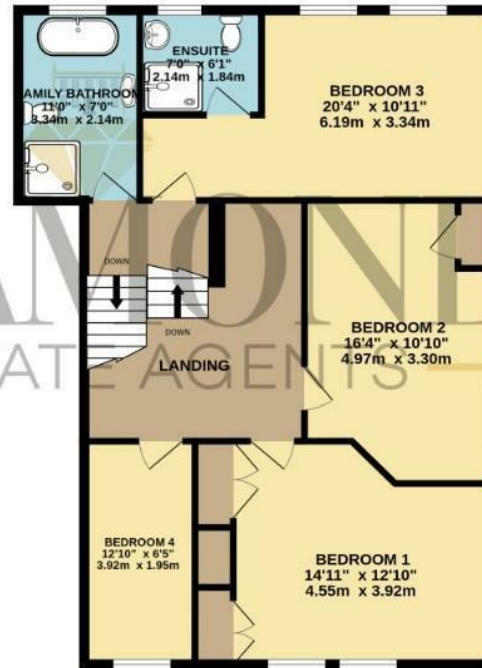 ENSUITE
7'0" x 6'1"
2.14m x 1.84m
AMILY BATHROOM
11'0" x 7'0"
3.34m x 2.14m
BEDROOM 3
20'4" x 10'11"
6.19m x 3.34m
DOWN
DOWN
LANDING
BEDROOM 2
16'4" x 10'10"
4.97m x 3.30m
AMOND
ATE AGENTS
BEDROOM 4
12'10" x 6'5"
3.92m x 1.95m
BEDROOM 1
14'11" x 12'10"
4.55m x 3.92m